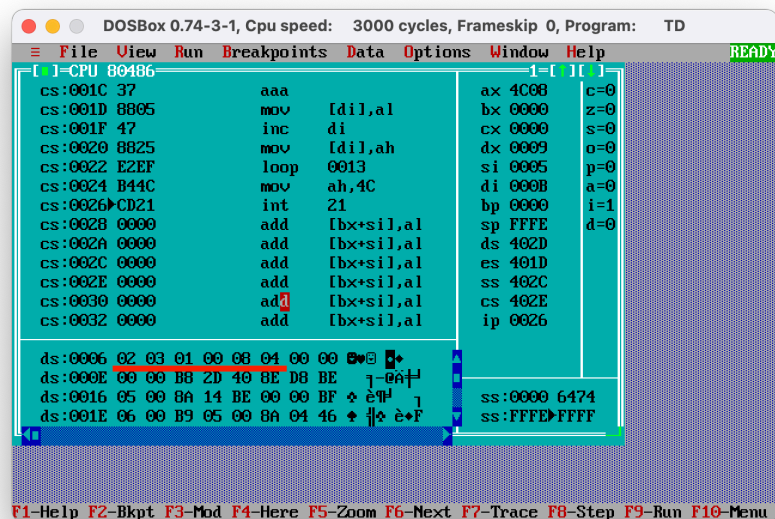 DOSBox 0.74-3-1, Cpu speed: 3000 cycles, Frameskip 0, Program: TD
≡ File View Run Breakpoints Data Options Window Help READY
[■]=CPU 80486 1=[↑][↓]
cs:001C 37 aaa ax 4C08 c=0
cs:001D 8805 mov [di],al bx 0000 z=0
cs:001F 47 inc di cx 0000 s=0
cs:0020 8825 mov [di],ah dx 0009 o=0
cs:0022 E2EF loop 0013 si 0005 p=0
cs:0024 B44C mov ah,4C di 000B a=0
cs:0026►CD21 int 21 bp 0000 i=1
cs:0028 0000 add [bx+si],al sp FFFE d=0
cs:002A 0000 add [bx+si],al ds 402D
cs:002C 0000 add [bx+si],al es 401D
cs:002E 0000 add [bx+si],al ss 402C
cs:0030 0000 add [bx+si],al cs 402E
cs:0032 0000 add [bx+si],al ip 0026
ds:0006 02 03 01 00 08 04 00 00 ☻♥☺ ◘♦
ds:000E 00 00 B8 2D 40 8E D8 BE ╕-@Ä╪╛
ds:0016 05 00 8A 14 BE 00 00 BF ♣ è¶╛ ┐ ss:0000 6474
ds:001E 06 00 B9 05 00 8A 04 46 ♠ ╣♣ è♦F ss:FFFE►FFFF
F1-Help F2-Bkpt F3-Mod F4-Here F5-Zoom F6-Next F7-Trace F8-Step F9-Run F10-Menu